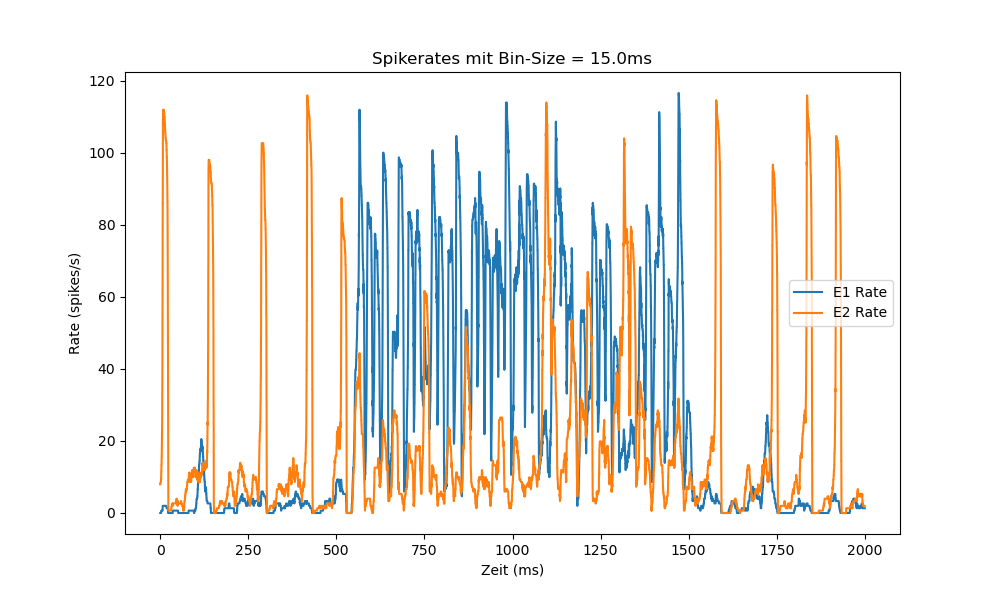 Spikerates mit Bin-Size = 15.0ms
120
100
80
60
40
20
0
Rate (spikes/s)
E1 Rate
E2 Rate
0 250 500 750 1000 1250 1500 1750 2000
Zeit (ms)